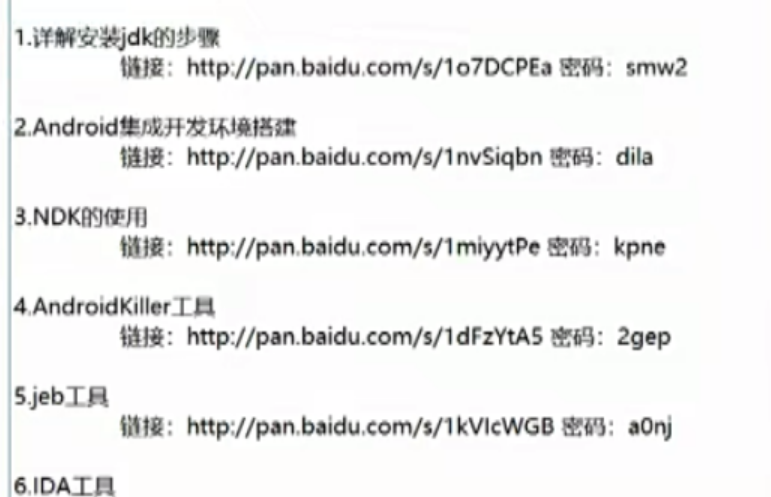 1.详解安装jdk的步骤
链接：http://pan.baidu.com/s/1o7DCPEa 密码：smw2
2.Android集成开发环境搭建
链接：http://pan.baidu.com/s/1nvSiqbn 密码：dila
3.NDK的使用
链接：http://pan.baidu.com/s/1miyytPe 密码：kpne
4.AndroidKiller工具
链接：http://pan.baidu.com/s/1dFzYtA5 密码：2gep
5.jeb工具
链接：http://pan.baidu.com/s/1kVIcWGB 密码：a0nj
6.IDA工具